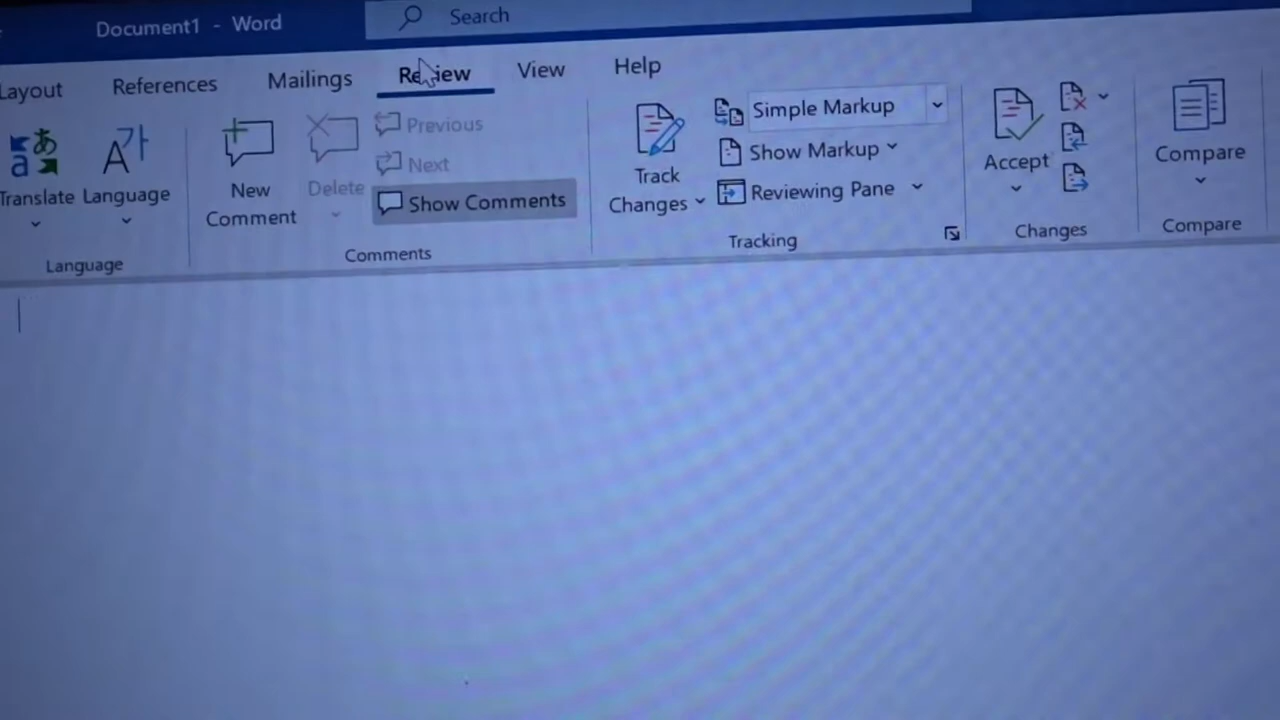 Document1 - Word
Search
Layout References Mailings Review View Help
Translate
Language
Language
New
Comment
Delete
Previous
Next
Show Comments
Comments
Track
Changes
Simple Markup
Show Markup
Reviewing Pane
Tracking
Accept
Changes
Compare
Compare